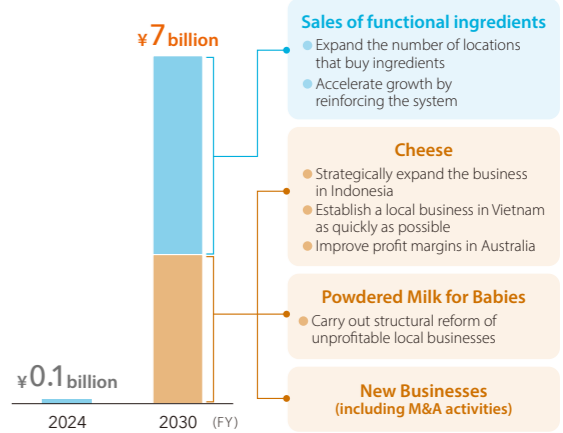 ¥7 billion
¥0.1 billion
2024
2030
(FY)
Sales of functional ingredients
Expand the number of locations
that buy ingredients
Accelerate growth by
reinforcing the system
Cheese
Strategically expand the business
in Indonesia
Establish a local business in Vietnam
as quickly as possible
Improve profit margins in Australia
Powdered Milk for Babies
Carry out structural reform of
unprofitable local businesses
New Businesses
(including M&A activities)